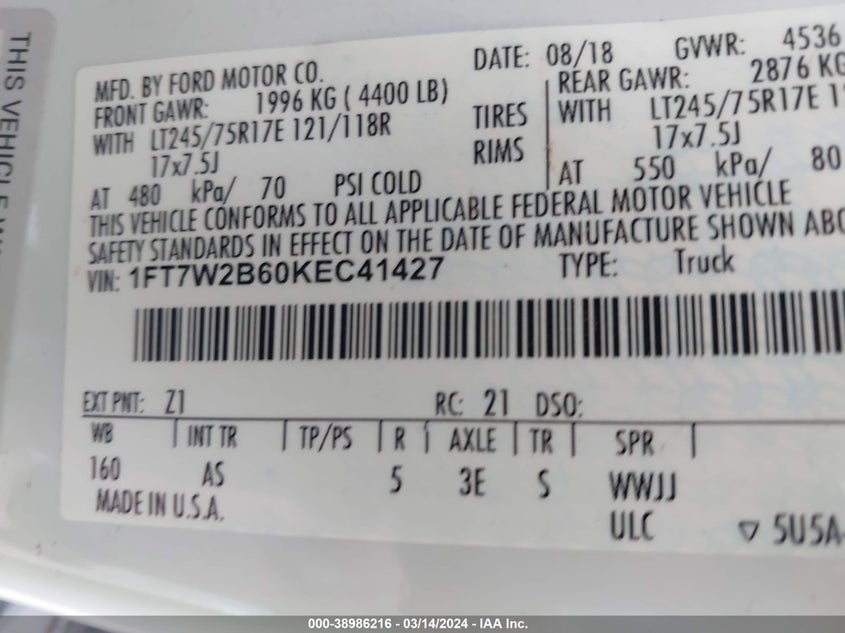 THIS VEHICLE
MFD. BY FORD MOTOR CO.
DATE: 08/18 GVWR: 4536
FRONT GAWR: 1996 KG ( 4400 LB)
REAR GAWR: 2876 KG
WITH LT245/75R17E 121/118R TIRES WITH LT245/75R17E
17x7.5J RIMS 17x7.5J
AT 480 kPa/ 70 PSI COLD AT 550 kPa/ 80
THIS VEHICLE CONFORMS TO ALL APPLICABLE FEDERAL MOTOR VEHICLE
SAFETY STANDARDS IN EFFECT ON THE DATE OF MANUFACTURE SHOWN ABO
VIN: 1FT7W2B60KEC41427 TYPE: Truck
EXT PNT: Z1 RC: 21 DSO:
WB | INT TR | TP/PS | R | AXLE | TR | SPR |
160 AS 5 3E S WWJJ
MADE IN U.S.A. ULC ▽ 5U5A
000-38986216 - 03/14/2024 - IAA Inc.